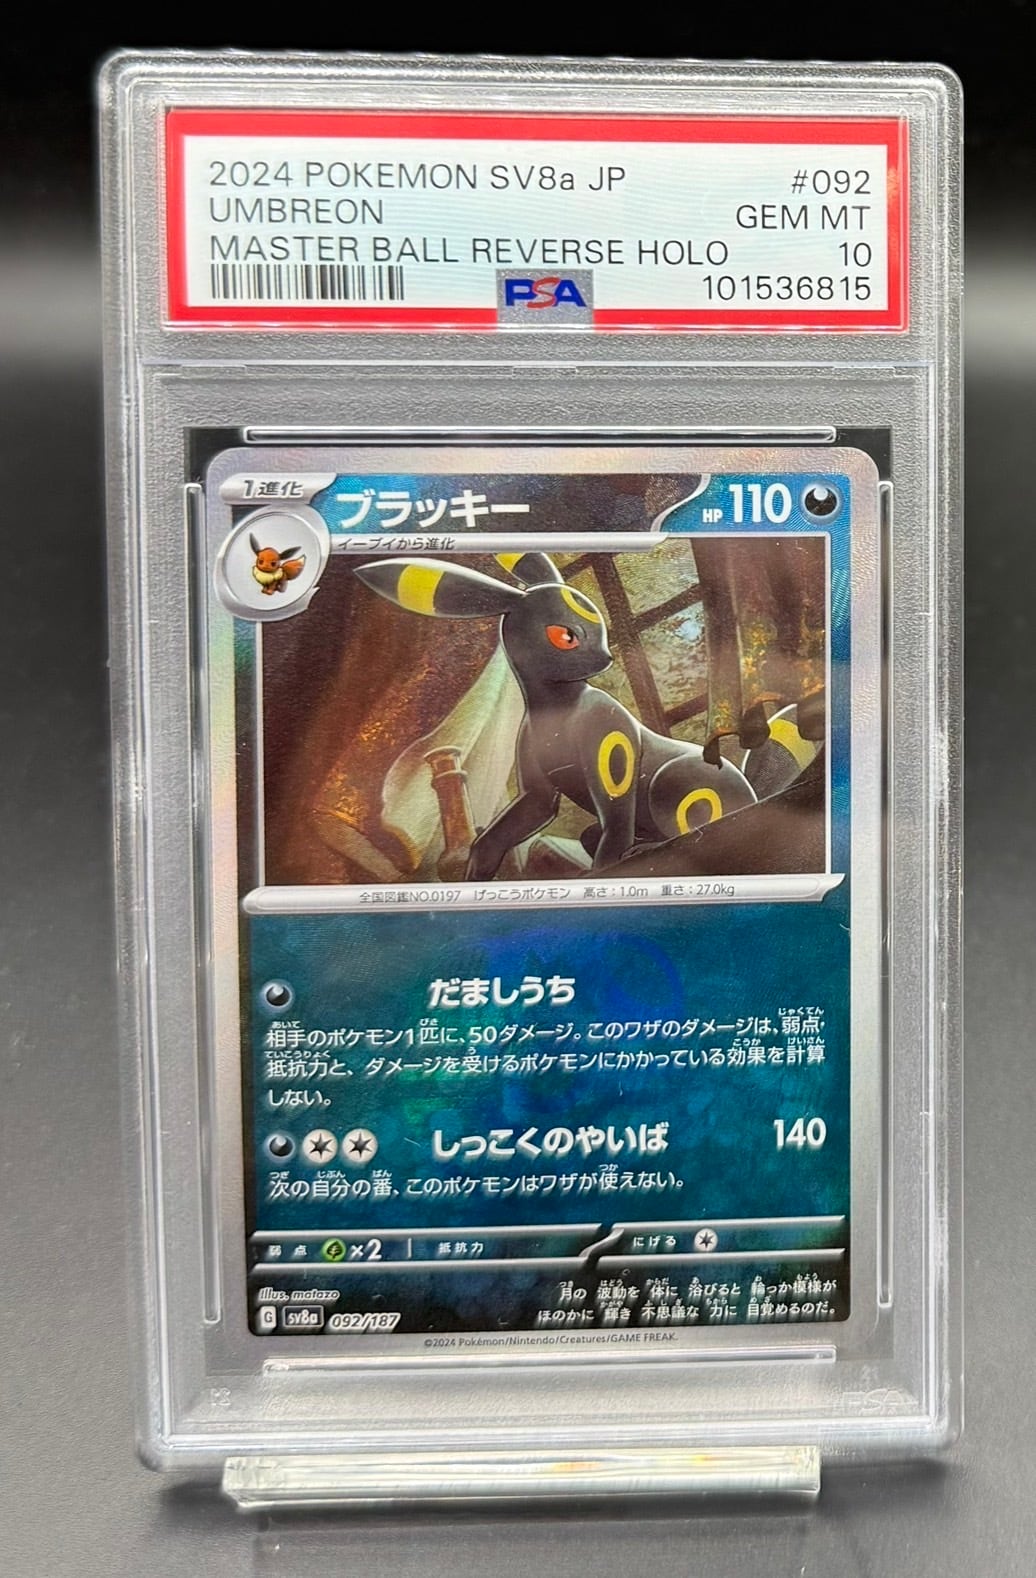 2024 POKEMON SV8a JP #092
UMBREON GEM MT
MASTER BALL REVERSE HOLO 10
PSA 101536815
1進化 ブラッキー HP 110
イーブイから進化
全国図鑑NO.0197 げっこうポケモン 高さ:1.0m 重さ:27.0kg
だましうち
相手のポケモン1匹に、50ダメージ。このワザのダメージは、弱点・
抵抗力と、ダメージを受けるポケモンにかかっている効果を計算
しない。
しっこくのやいば 140
次の自分の番、このポケモンはワザが使えない。
弱点 ×2 抵抗力 にげる
Illus. matazo
月の波動を体に浴びると輪っか模様が
ほのかに輝き不思議な力に目覚めるのだ。
G sv8a 092/187
©2024 Pokémon/Nintendo/Creatures/GAME FREAK.